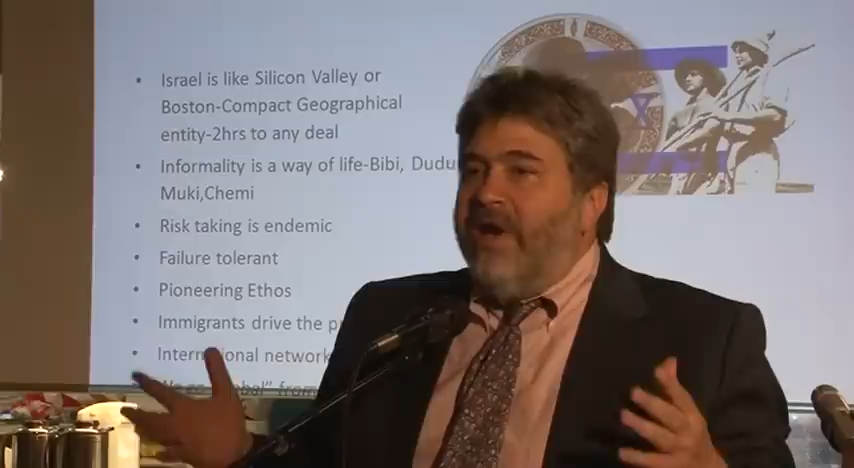 Israel is like Silicon Valley or
Boston-Compact Geographical
entity-2hrs to any deal
Informality is a way of life-Bibi, Dudu
Muki,Chemi
Risk taking is endemic
Failure tolerant
Pioneering Ethos
Immigrants drive the
network
from